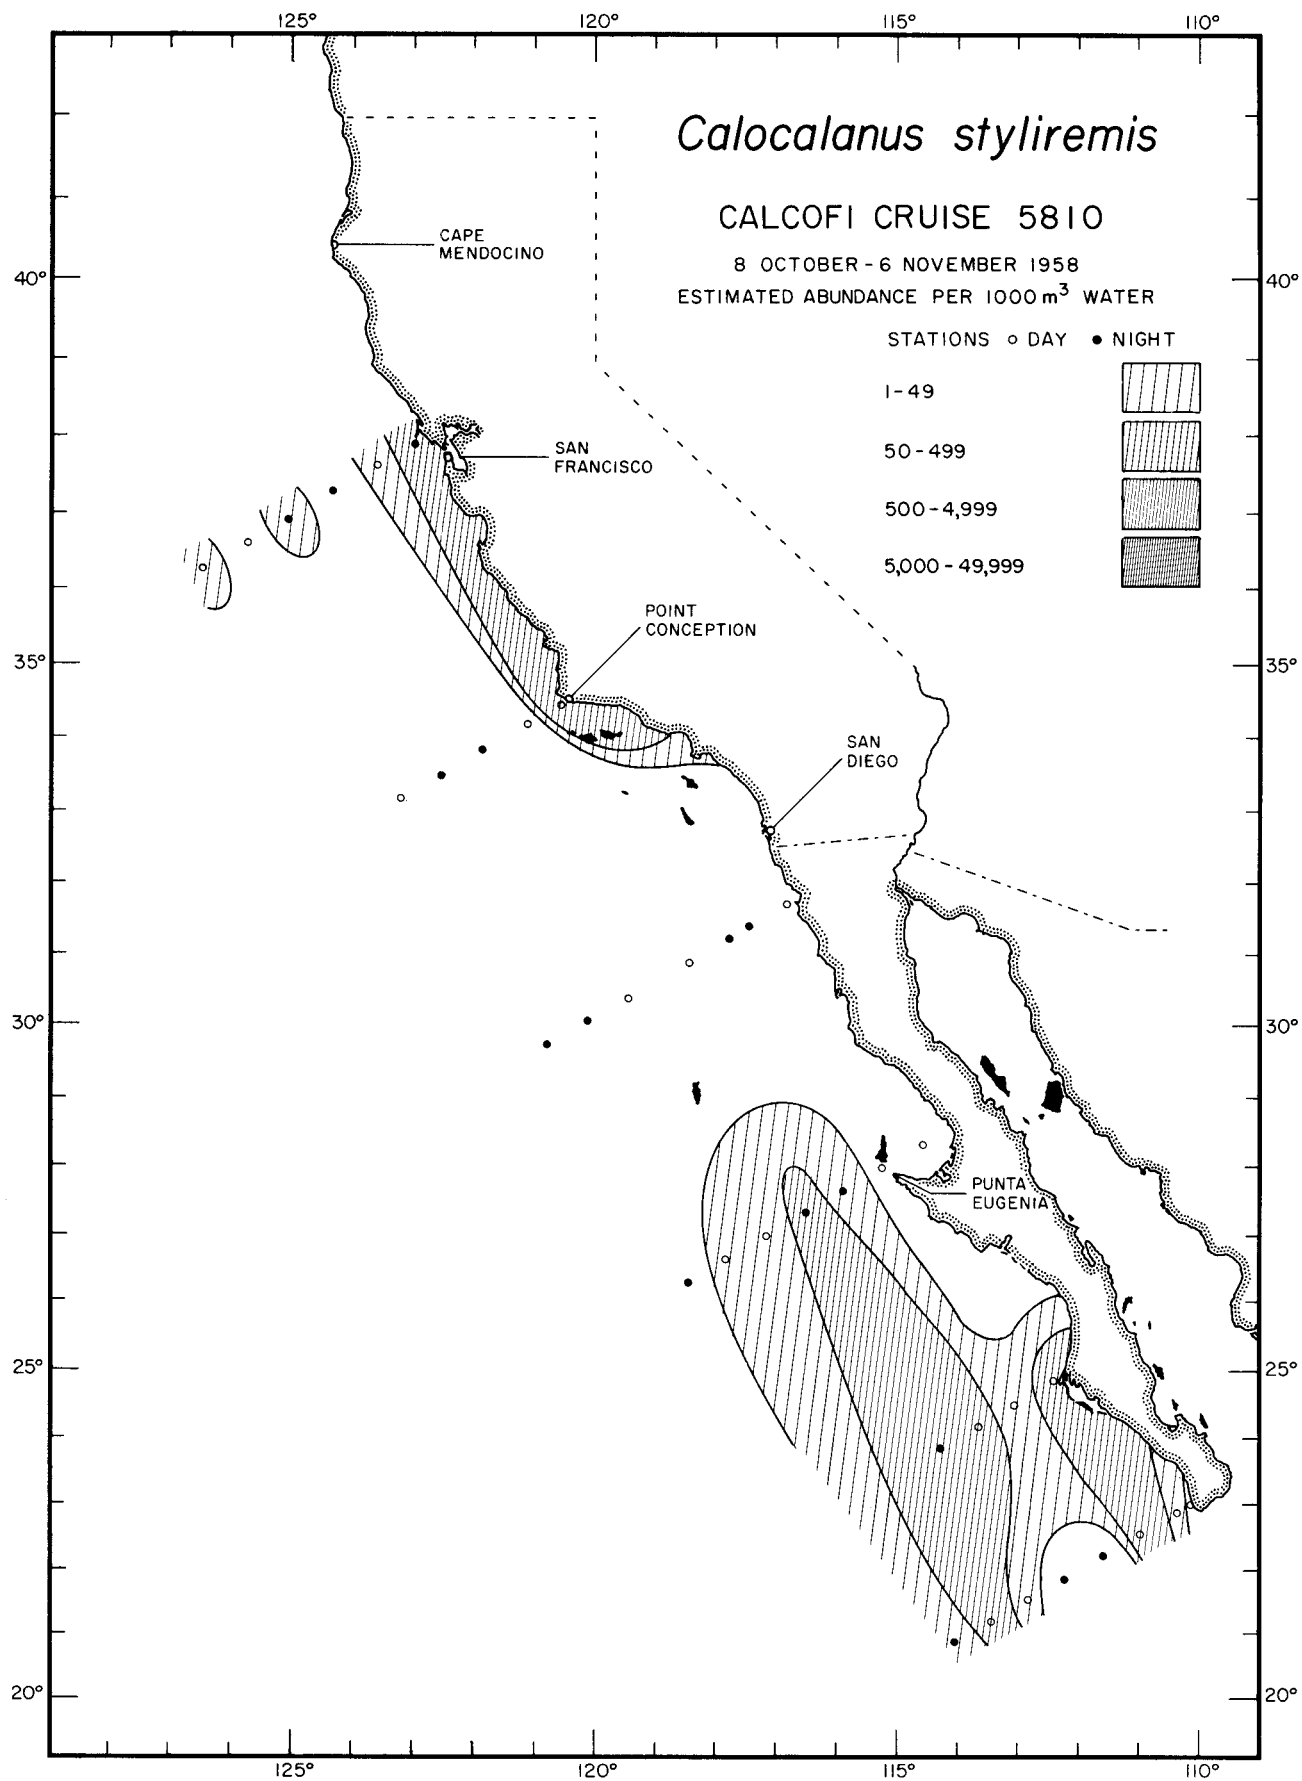 125° 120° 115° 110°
Calocalanus styliremis
CALCOFI CRUISE 5810
8 OCTOBER - 6 NOVEMBER 1958
ESTIMATED ABUNDANCE PER 1000 m³ WATER
STATIONS ○ DAY ● NIGHT
1-49
50-499
500-4,999
5,000-49,999
CAPE
MENDOCINO
40° 40°
SAN
FRANCISCO
POINT
CONCEPTION
35° 35°
SAN
DIEGO
30° 30°
PUNTA
EUGENIA
25° 25°
20° 20°
125° 120° 115° 110°